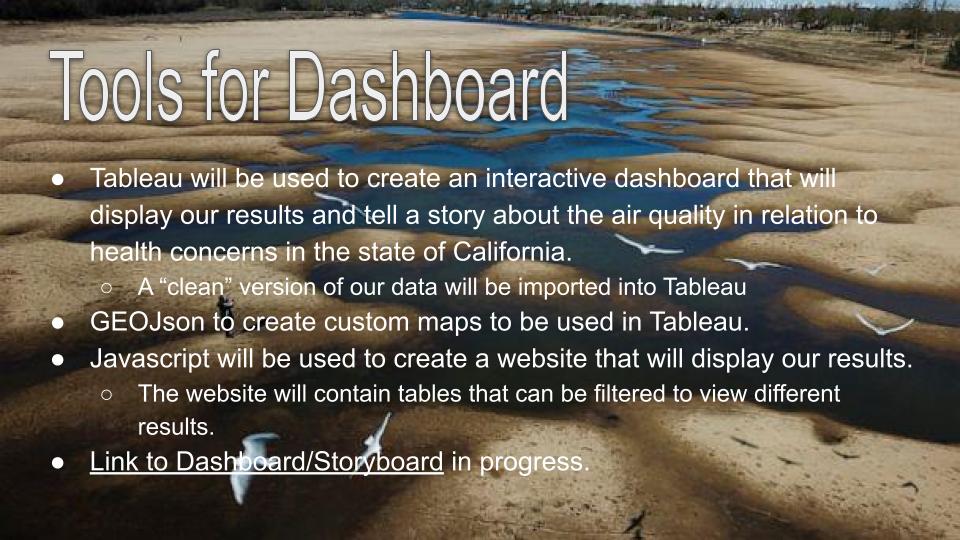 Tools for Dashboard
● Tableau will be used to create an interactive dashboard that will
display our results and tell a story about the air quality in relation to
health concerns in the state of California.
○ A “clean” version of our data will be imported into Tableau
● GEOJson to create custom maps to be used in Tableau.
● Javascript will be used to create a website that will display our results.
○ The website will contain tables that can be filtered to view different
results.
● Link to Dashboard/Storyboard in progress.